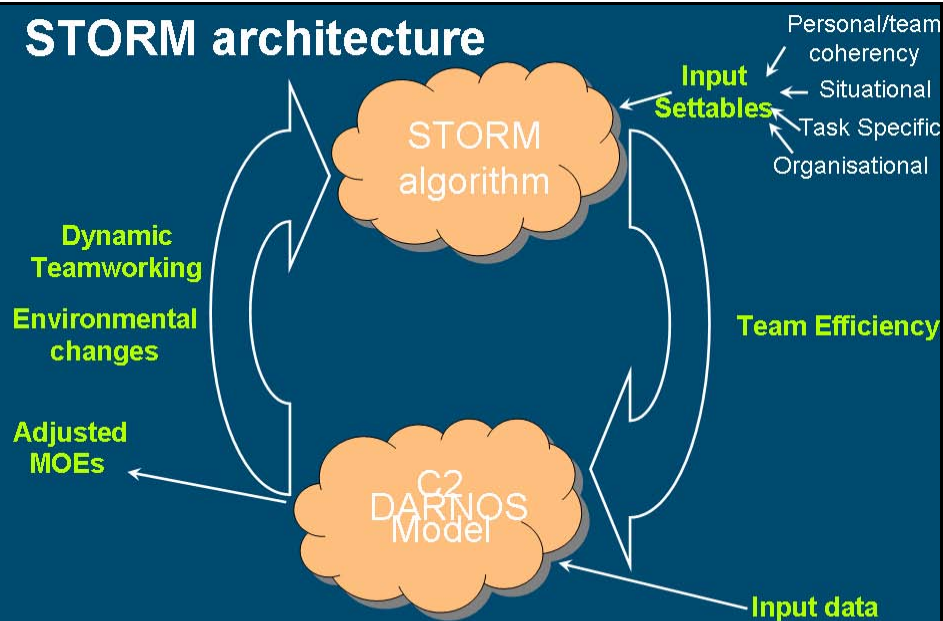 STORM architecture
Personal/team
coherency
Situational
Task Specific
Organisational
Input
Settables
STORM
algorithm
Dynamic
Teamworking
Environmental
changes
Team Efficiency
Adjusted
MOEs
C2
DARNOS
Model
Input data